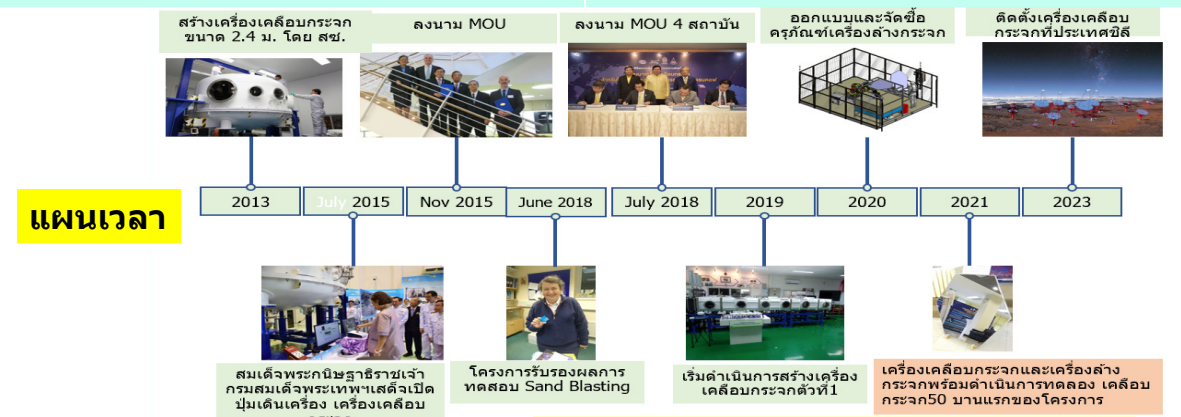 สร้างเครื่องเคลือบกระจก
ขนาด 2.4 ม. โดย สซ.
ลงนาม MOU
ลงนาม MOU 4 สถาบัน
ออกแบบและจัดซื้อ
ครุภัณฑ์เครื่องล้างกระจก
ติดตั้งเครื่องเคลือบ
กระจกที่ประเทศชิลี
แผนเวลา
2013
July 2015
Nov 2015
June 2018
July 2018
2019
2020
2021
2023
สมเด็จพระกนิษฐาธิราชเจ้า
กรมสมเด็จพระเทพฯเสด็จเปิด
ปุ่มเดินเครื่อง เครื่องเคลือบ
โครงการรับรองผลการ
ทดสอบ Sand Blasting
เริ่มดำเนินการสร้างเครื่อง
เคลือบกระจกตัวที่1
เครื่องเคลือบกระจกและเครื่องล้าง
กระจกพร้อมดำเนินการทดลอง เคลือบ
กระจก50 บานแรกของโครงการ